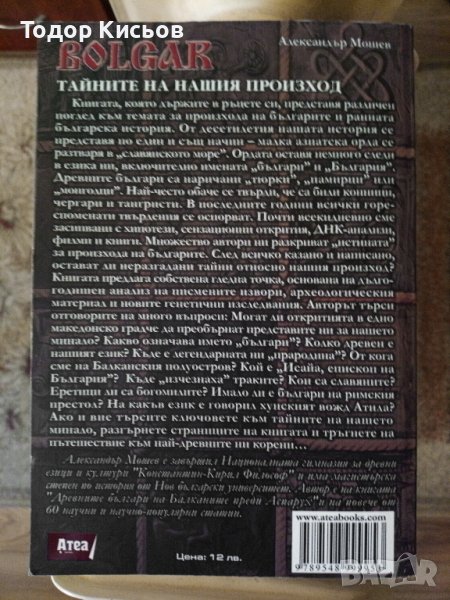 Тодор Кисьов
BOLGAR
Александър Мошев
ТАЙНИТЕ НА НАШИЯ ПРОИЗХОД
Книгата, която държите в ръцете си, представя различен
поглед към темата за произхода на българите и ранната
българска история. От десетилетия нашата история се
представя по един и същ начин – малка азиатска орда се
разтваря в „славянското море". Ордата оставя немного следи
в езика ни, включително имената „българи" и „България".
Древните българи са наричани „тюрки", „памирци" или
„монголци". Най-често обаче се твърди, че са били конници,
чергари и тангристи. В последните години всички горе-
споменати твърдения се оспорват. Почти всекидневно сме
засипвани с хипотези, сензационни открития, ДНК-анализи,
филми и книги. Множество автори ни разкриват „истината"
за произхода на българите. След всичко казано и написано,
остават ли неразгадани тайни относно нашия произход?
Книгата предлага собствена гледна точка, основана на дълго-
годишен анализ на писмените извори, археологическия
материал и новите генетични изследвания. Авторът търси
отговорите на много въпроси: Могат ли откритията в едно
македонско градче да преобърнат представите ни за нашето
минало? Какво означава името „българи"? Колко древен е
нашият език? Къде е легендарната ни „прародина"? От кога
сме на Балканския полуостров? Кой е „Исайа, епископ на
България"? Къде „изчезнаха" траките? Кои са славяните?
Еретици ли са богомилите? Имало ли е българи на римския
престол? На какъв език е говорил хунският вожд Атила?
Ако и вие търсите ключовете към тайните на нашето
минало, разгърнете страниците на книгата и тръгнете на
пътешествие към най-древните ни корени...
Александър Мошев е завършил Националната гимназия за древни
езици и култури "Константин-Кирил Философ" и има магистърска
степен по история от Нов български университет. Автор е на книгата
"Древните българи на Балканите преди Аспарух" и на повече от
60 научни и научно-популярни статии.
Атеа
Цена: 12 лв.
www.ateabooks.com
bazar